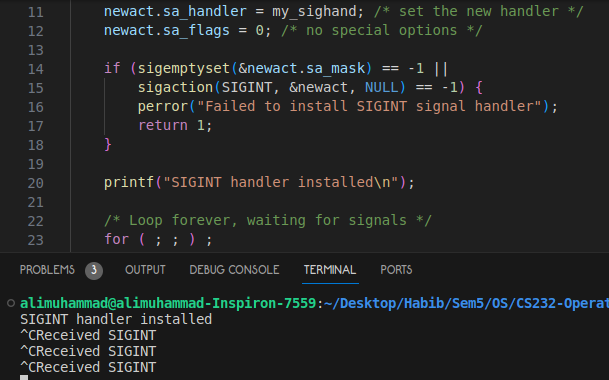 11 newact.sa_handler = my_sighand; /* set the new handler */
12 newact.sa_flags = 0; /* no special options */
13
14 if (sigemptyset(&newact.sa_mask) == -1 ||
15 sigaction(SIGINT, &newact, NULL) == -1) {
16 perror("Failed to install SIGINT signal handler");
17 return 1;
18 }
19
20 printf("SIGINT handler installed\n");
21
22 /* Loop forever, waiting for signals */
23 for ( ; ; ) ;
PROBLEMS 3 OUTPUT DEBUG CONSOLE TERMINAL PORTS
alimuhammad@alimuhammad-Inspiron-7559:~/Desktop/Habib/Sem5/OS/CS232-Operat
SIGINT handler installed
^CReceived SIGINT
^CReceived SIGINT
^CReceived SIGINT